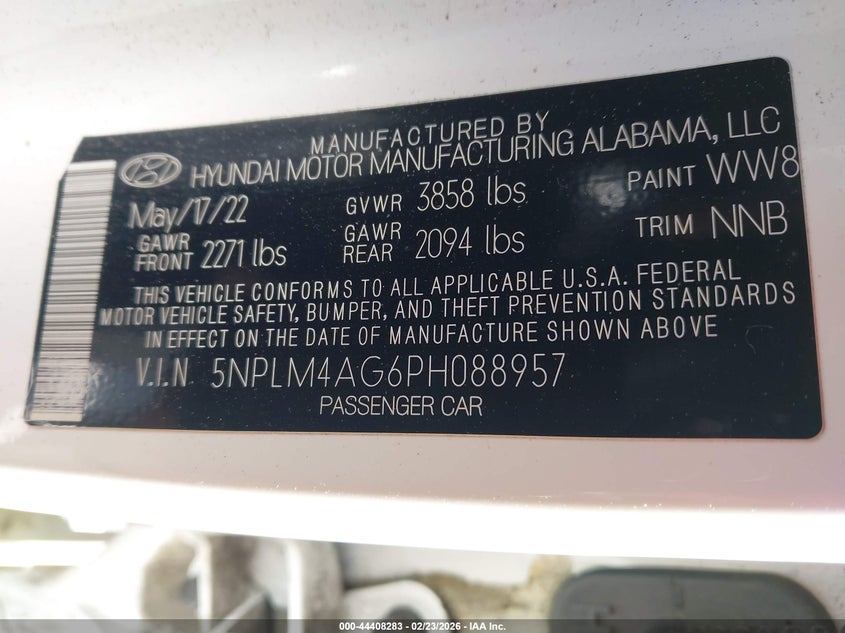 MANUFACTURED BY
HYUNDAI MOTOR MANUFACTURING ALABAMA, LLC
May/17/22 GVWR 3858 lbs PAINT WW8
GAWR FRONT 2271 lbs GAWR REAR 2094 lbs TRIM NNB
THIS VEHICLE CONFORMS TO ALL APPLICABLE U.S.A. FEDERAL
MOTOR VEHICLE SAFETY, BUMPER, AND THEFT PREVENTION STANDARDS
IN EFFECT ON THE DATE OF MANUFACTURE SHOWN ABOVE
V.I.N 5NPLM4AG6PH088957
PASSENGER CAR
000-44408283 - 02/23/2026 - IAA Inc.